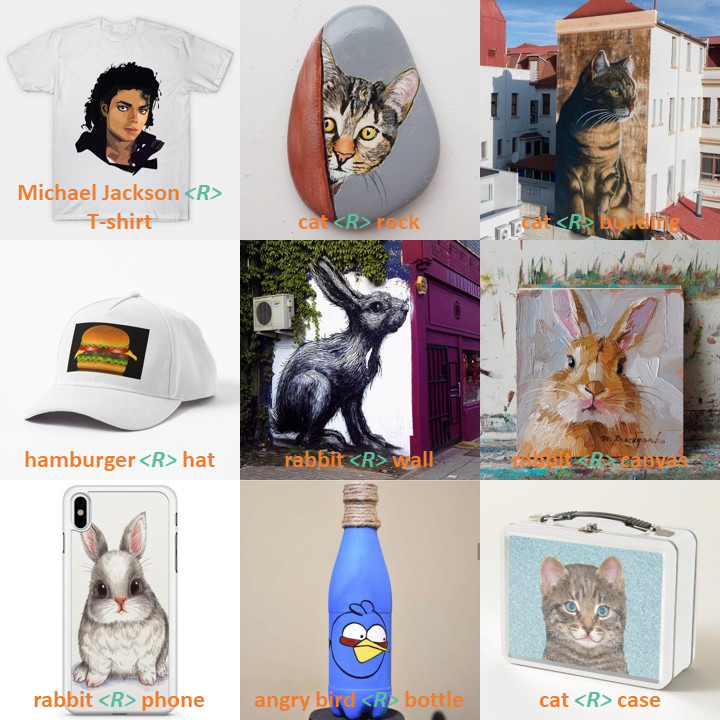 Michael Jackson <R>
T-shirt
cat <R> rock
cat <R> building
hamburger <R> hat
rabbit <R> wall
rabbit <R> canvas
rabbit <R> phone
angry bird <R> bottle
cat <R> case